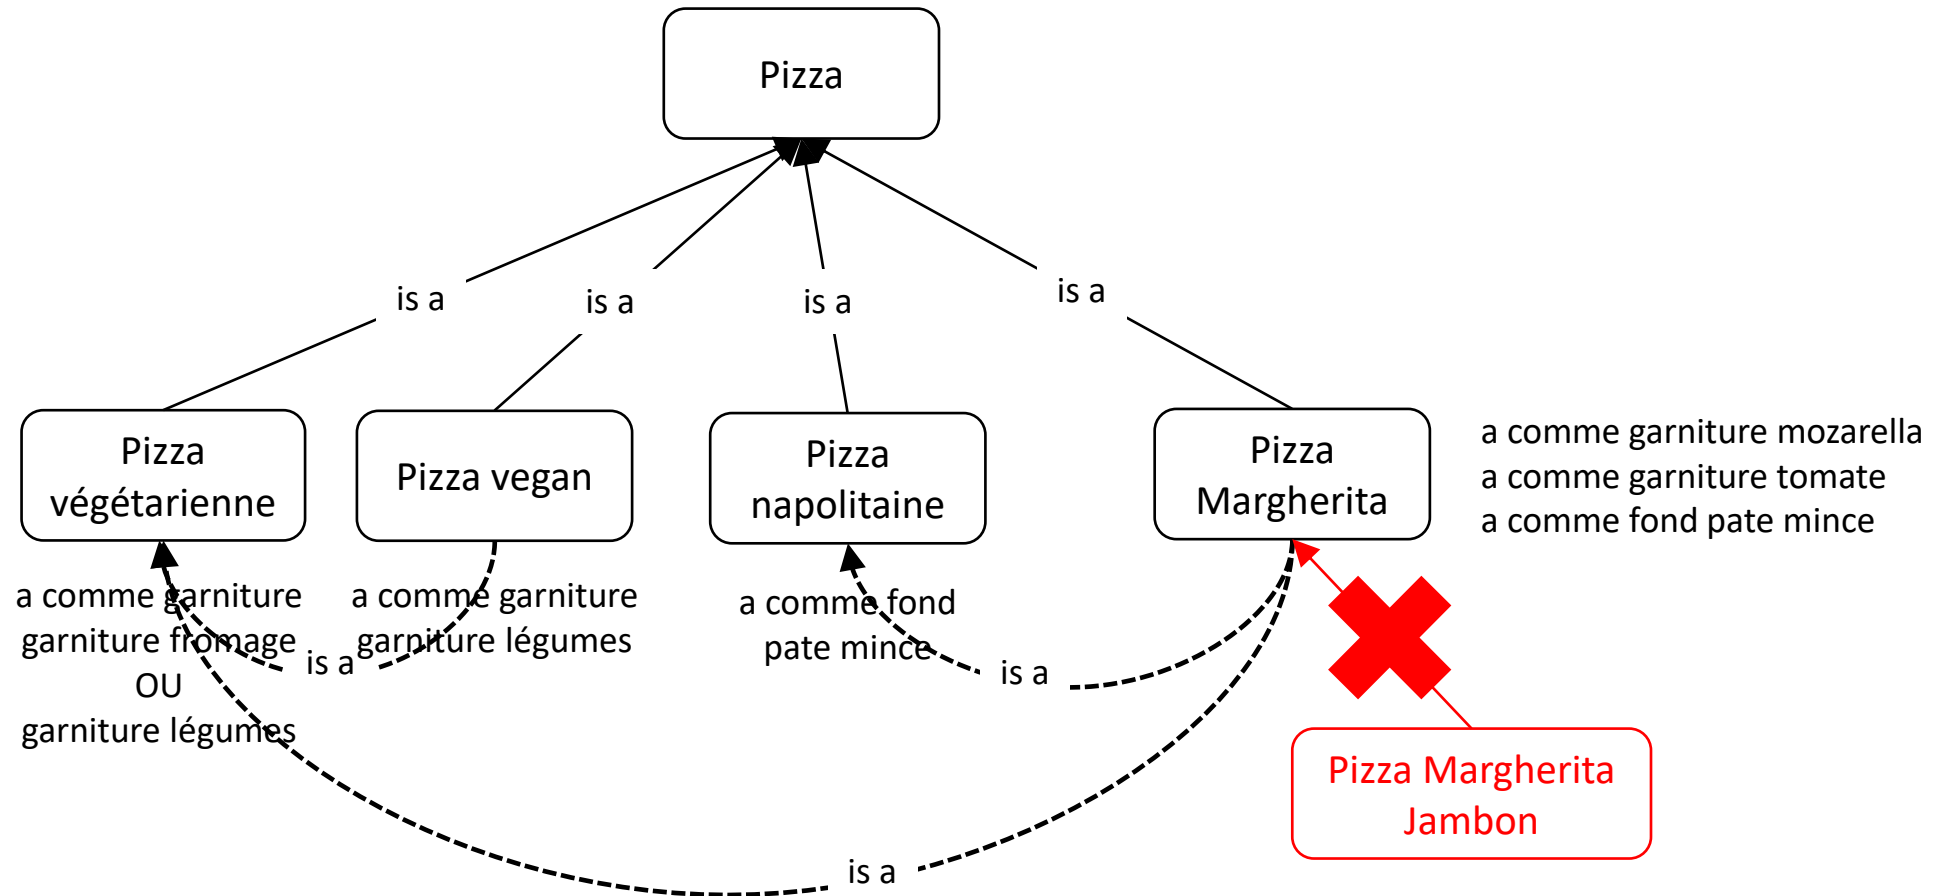 Pizza
is a
is a
is a
is a
Pizza
végétarienne
Pizza vegan
Pizza
napolitaine
Pizza
Margherita
a comme garniture mozarella
a comme garniture tomate
a comme fond pate mince
a comme garniture
garniture fromage
OU
garniture légumes
a comme garniture
garniture légumes
a comme fond
pate mince
is a
is a
Pizza Margherita
Jambon
is a